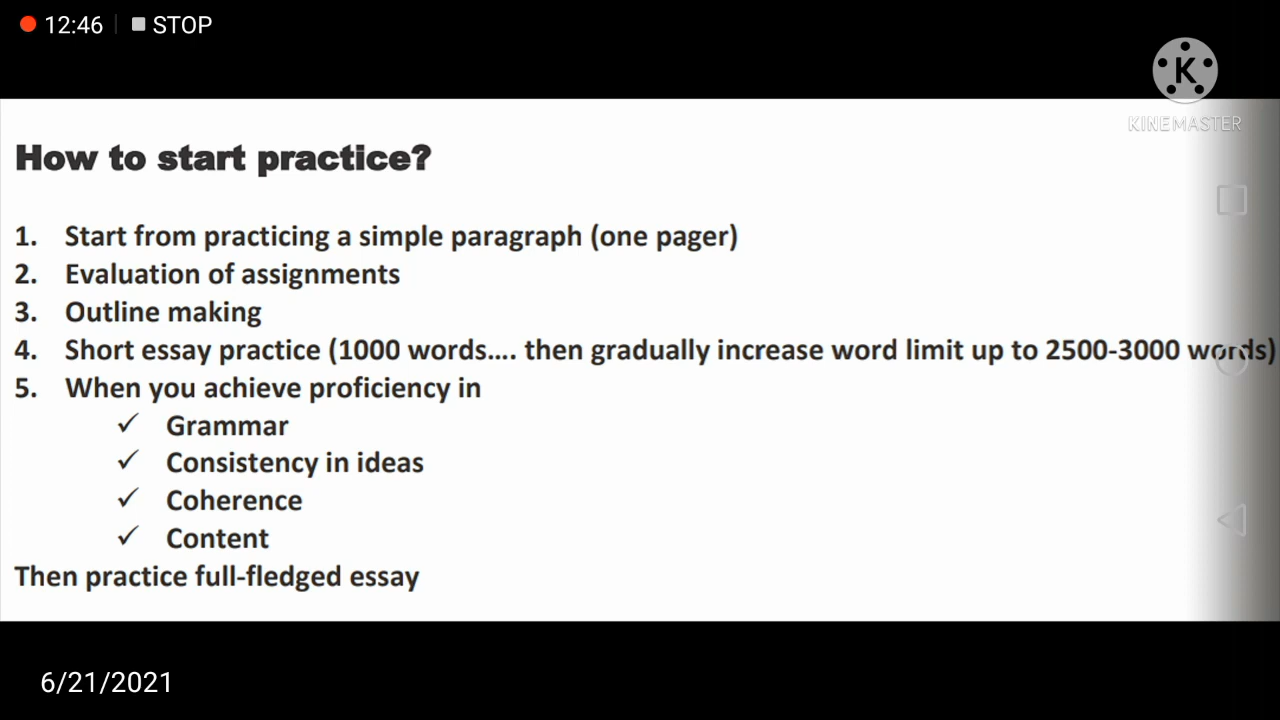 12:46 STOP
K
KINEMASTER
How to start practice?
1. Start from practicing a simple paragraph (one pager)
2. Evaluation of assignments
3. Outline making
4. Short essay practice (1000 words.... then gradually increase word limit up to 2500-3000 words)
5. When you achieve proficiency in
✓ Grammar
✓ Consistency in ideas
✓ Coherence
✓ Content
Then practice full-fledged essay
6/21/2021